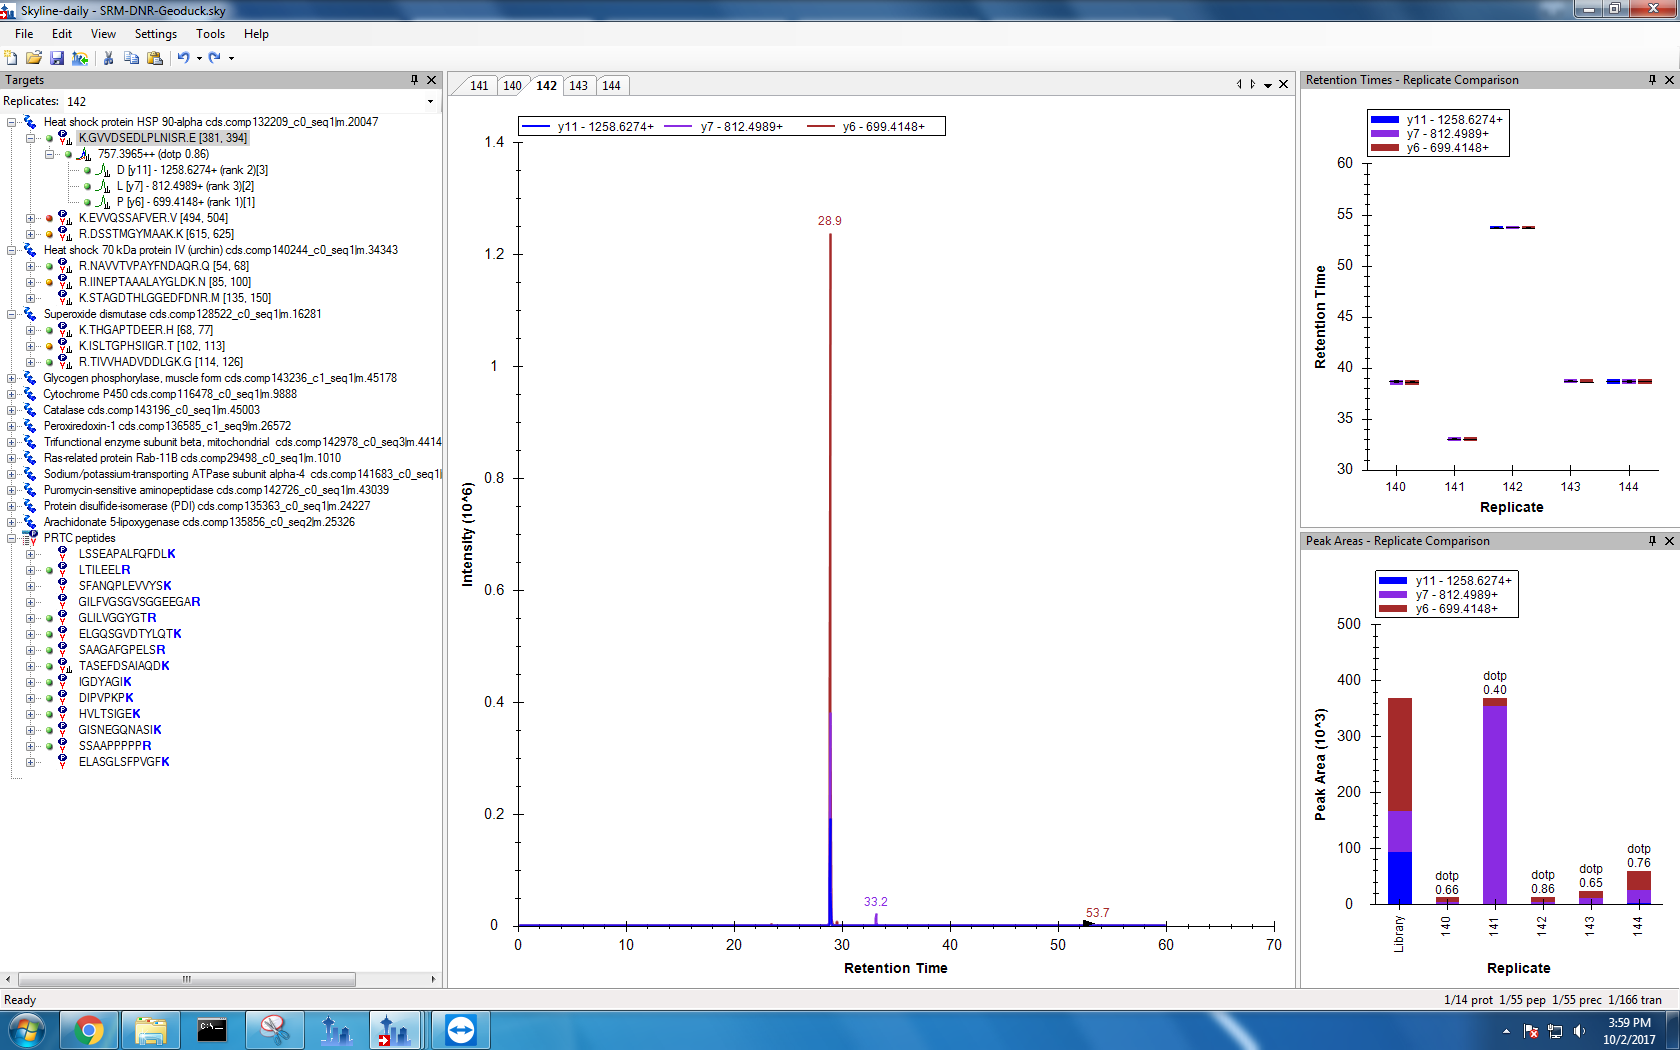 Skyline-daily - SRM-DNR-Geoduck.sky
File Edit View Settings Tools Help
Targets
Replicates: 142
Heat shock protein HSP 90-alpha cds.comp132209_c0_seq1|m.20047
K.GVVDSEDLPLNISR.E [381, 394]
757.3965++ (dotp 0.86)
D [y11] - 1258.6274+ (rank 2)[3]
L [y7] - 812.4989+ (rank 3)[2]
P [y6] - 699.4148+ (rank 1)[1]
K.EVVQSSAFVER.V [494, 504]
R.DSSTMGYMAAK.K [615, 625]
Heat shock 70 kDa protein IV (urchin) cds.comp140244_c0_seq1|m.34343
R.NAVVTVPAYFNDAQR.Q [54, 68]
R.IINEPTAAALAYGLDK.N [85, 100]
K.STAGDTHLGGEDFDNR.M [135, 150]
Superoxide dismutase cds.comp128522_c0_seq1|m.16281
K.THGAPTDEER.H [68, 77]
K.ISLTGPHSIIGR.T [102, 113]
R.TIVVHADVDDLGK.G [114, 126]
Glycogen phosphorylase, muscle form cds.comp143236_c1_seq1|m.45178
Cytochrome P450 cds.comp116478_c0_seq1|m.9888
Catalase cds.comp143196_c0_seq1|m.45003
Peroxiredoxin-1 cds.comp136585_c1_seq9|m.26572
Trifunctional enzyme subunit beta, mitochondrial cds.comp142978_c0_seq3|m.4414
Ras-related protein Rab-11B cds.comp29498_c0_seq1|m.1010
Sodium/potassium-transporting ATPase subunit alpha-4 cds.comp141683_c0_seq1|
Puromycin-sensitive aminopeptidase cds.comp142726_c0_seq1|m.43039
Protein disulfide-isomerase (PDI) cds.comp135363_c0_seq1|m.24227
Arachidonate 5-lipoxygenase cds.comp135856_c0_seq2|m.25326
PRTC peptides
LSSEAPALFQFDLK
LTILEELR
SFANQPLEVVYSK
GILFVGSGVSGGEEGAR
GLILVGGYGTR
ELGQSGVDTYLQTK
SAAGAFGPELSR
TASEFDSAIAQDK
IGDYAGIK
DIPVPKPK
HVLTSIGEK
GISNEGQNASIK
SSAAPPPPPR
ELASGLSFPVGFK
141 140 142 143 144
y11 - 1258.6274+ y7 - 812.4989+ y6 - 699.4148+
Intensity (10^6)
1.4
1.2
1
0.8
0.6
0.4
0.2
0
28.9
33.2
53.7
0 10 20 30 40 50 60 70
Retention Time
Retention Times - Replicate Comparison
y11 - 1258.6274+
y7 - 812.4989+
y6 - 699.4148+
Retention Time
60
55
50
45
40
35
30
140 141 142 143 144
Replicate
Peak Areas - Replicate Comparison
y11 - 1258.6274+
y7 - 812.4989+
y6 - 699.4148+
Peak Area (10^3)
500
400
300
200
100
0
dotp
0.66
dotp
0.40
dotp
0.86
dotp
0.65
dotp
0.76
Library 140 141 142 143 144
Replicate
Ready
1/14 prot 1/55 pep 1/55 prec 1/166 tran
C:\
3:59 PM
10/2/2017